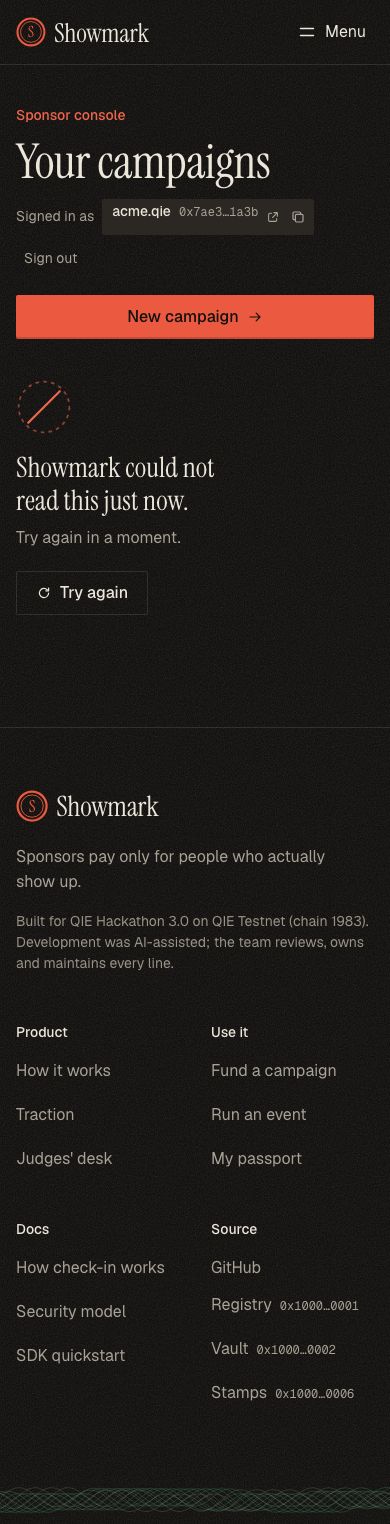 S Showmark
Menu
Sponsor console
Your campaigns
Signed in as acme.qie 0x7ae3…1a3b
Sign out
New campaign →
Showmark could not
read this just now.
Try again in a moment.
Try again
S Showmark
Sponsors pay only for people who actually
show up.
Built for QIE Hackathon 3.0 on QIE Testnet (chain 1983).
Development was AI-assisted; the team reviews, owns
and maintains every line.
Product
How it works
Traction
Judges' desk
Use it
Fund a campaign
Run an event
My passport
Docs
How check-in works
Security model
SDK quickstart
Source
GitHub
Registry 0x1000…0001
Vault 0x1000…0002
Stamps 0x1000…0006